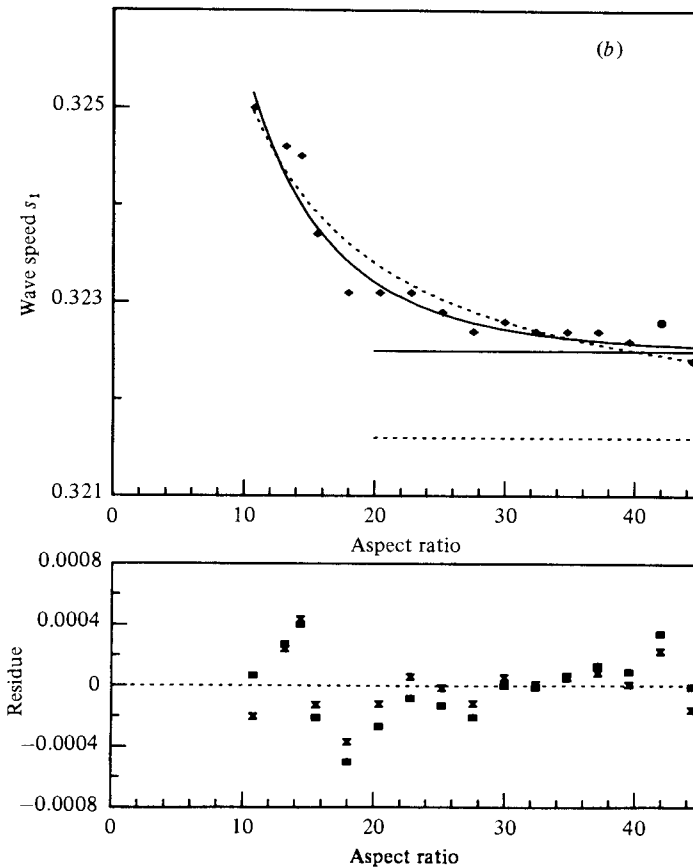 (b)
0.325
0.323
0.321
Wave speed s₁
0 10 20 30 40
Aspect ratio
0.0008
0.0004
0
−0.0004
−0.0008
Residue
0 10 20 30 40
Aspect ratio